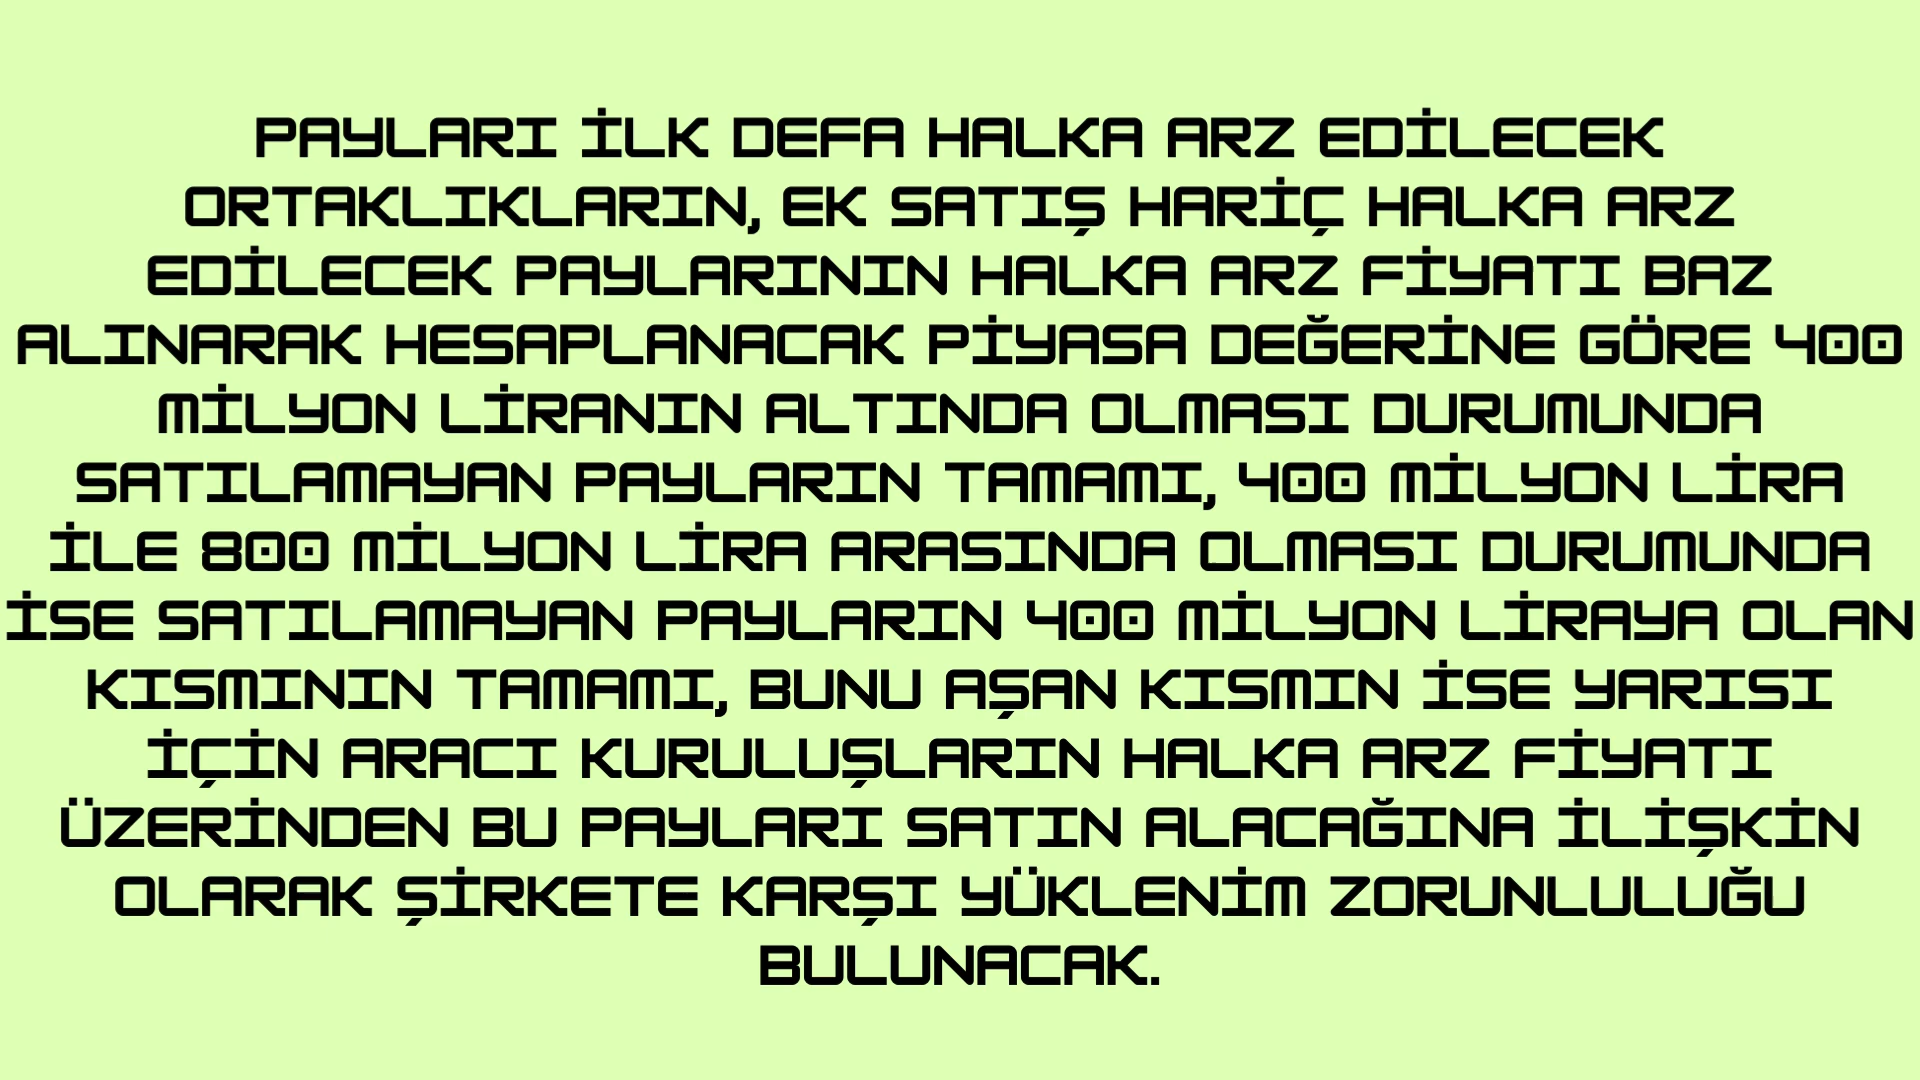 PAYLARI İLK DEFA HALKA ARZ EDİLECEK
ORTAKLIKLARIN, EK SATIŞ HARİÇ HALKA ARZ
EDİLECEK PAYLARININ HALKA ARZ FİYATI BAZ
ALINARAK HESAPLANACAK PİYASA DEĞERİNE GÖRE 400
MİLYON LİRANIN ALTINDA OLMASI DURUMUNDA
SATILAMAYAN PAYLARIN TAMAMI, 400 MİLYON LİRA
İLE 800 MİLYON LİRA ARASINDA OLMASI DURUMUNDA
İSE SATILAMAYAN PAYLARIN 400 MİLYON LİRAYA OLAN
KISMININ TAMAMI, BUNU AŞAN KISMIN İSE YARISI
İÇİN ARACI KURULUŞLARIN HALKA ARZ FİYATI
ÜZERİNDEN BU PAYLARI SATIN ALACAĞINA İLİŞKİN
OLARAK ŞİRKETE KARŞI YÜKLENİM ZORUNLULUĞU
BULUNACAK.